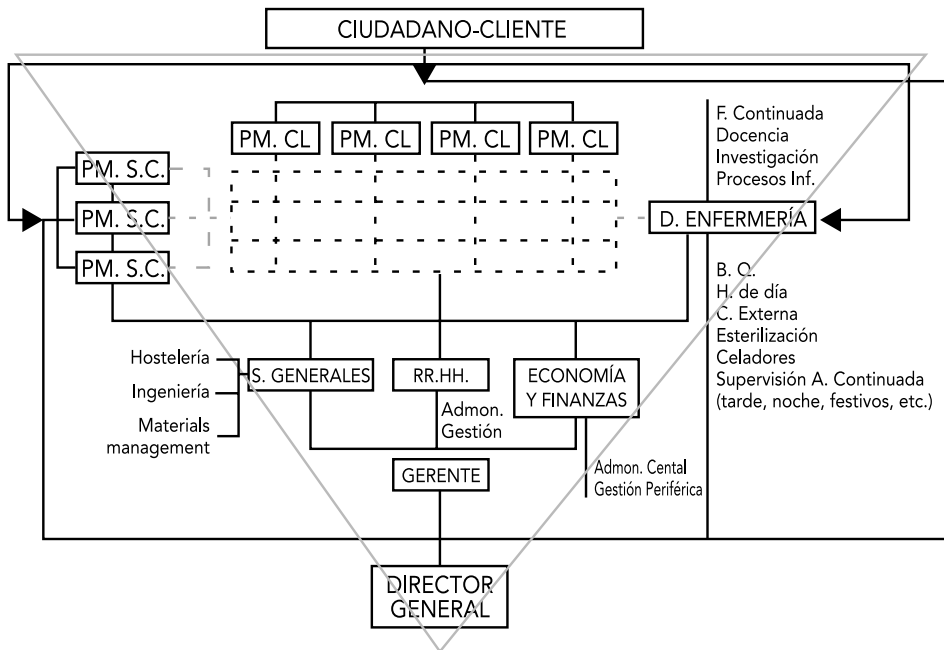 CIUDADANO-CLIENTE
PM. CL
PM. CL
PM. CL
PM. CL
F. Continuada
Docencia
Investigación
Procesos Inf.
PM. S.C.
PM. S.C.
PM. S.C.
D. ENFERMERÍA
B. Q.
H. de día
C. Externa
Esterilización
Celadores
Supervisión A. Continuada
(tarde, noche, festivos, etc.)
Hostelería
Ingeniería
Materials
management
S. GENERALES
RR.HH.
Admon.
Gestión
ECONOMÍA
Y FINANZAS
Admon. Cental
Gestión Periférica
GERENTE
DIRECTOR
GENERAL